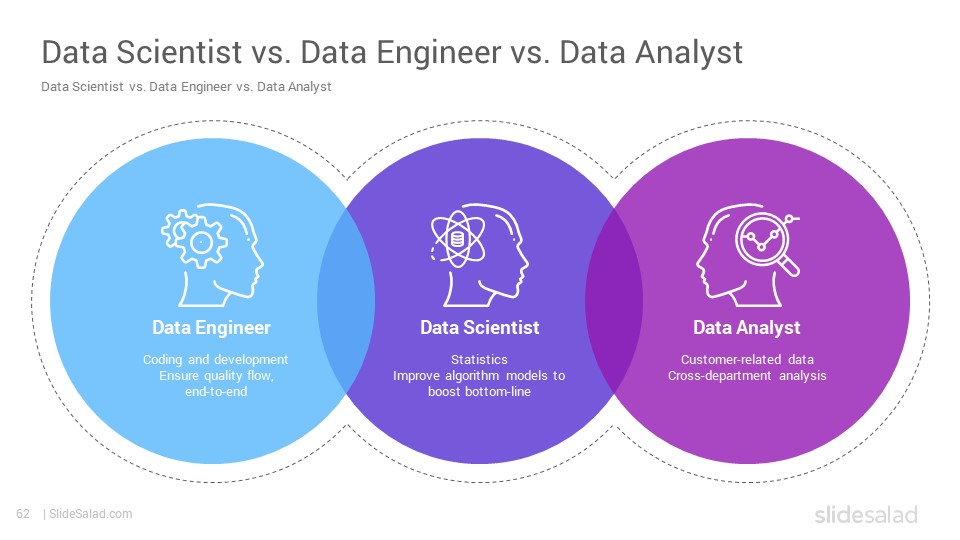 Data Scientist vs. Data Engineer vs. Data Analyst
Data Scientist vs. Data Engineer vs. Data Analyst
Data Engineer
Coding and development
Ensure quality flow,
end-to-end
Data Scientist
Statistics
Improve algorithm models to
boost bottom-line
Data Analyst
Customer-related data
Cross-department analysis
62 | SlideSalad.com
slidesalad